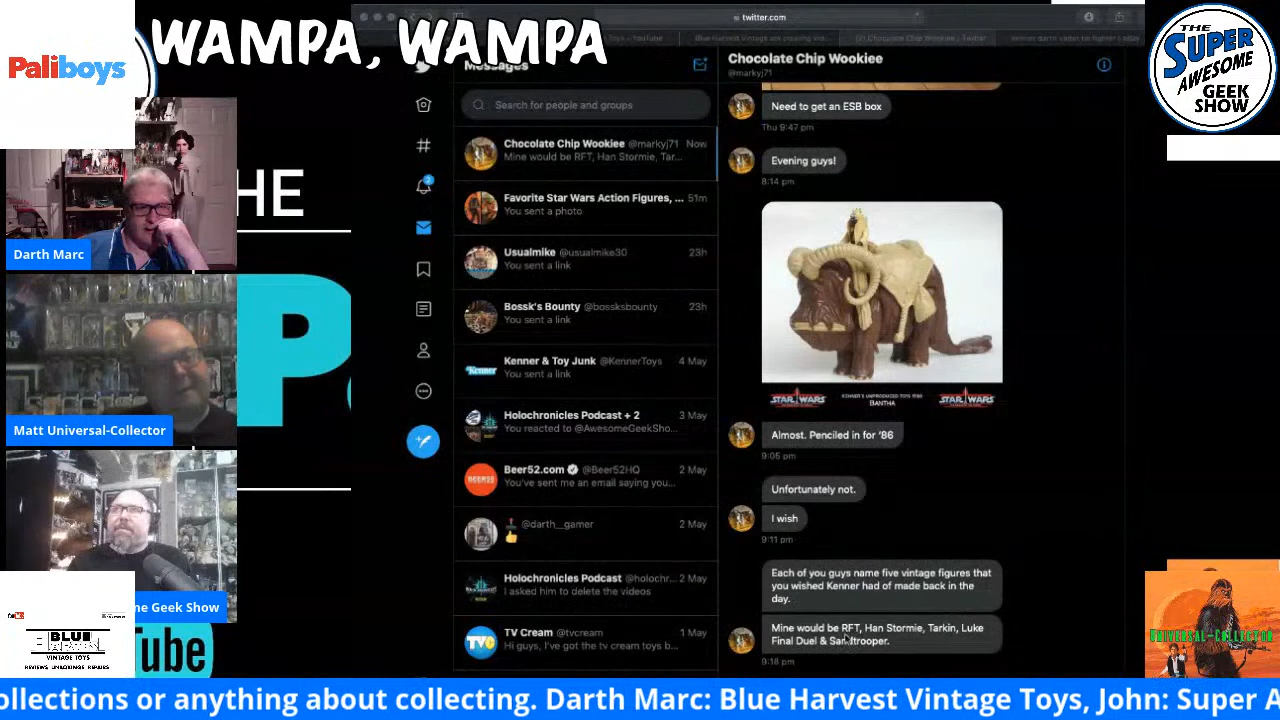 WAMPA, WAMPA
Paliboys
THE SUPER AWESOME GEEK SHOW
twitter.com
Messages
Search for people and groups
Chocolate Chip Wookiee @markyj71 Now
Mine would be RFT, Han Stormie, Tar...
Favorite Star Wars Action Figures, ... 51m
You sent a photo
Usualmike @usualmike30 23h
You sent a link
Bossk's Bounty @bossksbounty 23h
You sent a link
Kenner & Toy Junk @KennerToys 4 May
You sent a link
Holochronicles Podcast + 2 3 May
You reacted to @AwesomeGeekSho...
Beer52.com @Beer52HQ 2 May
You've sent me an email saying you...
@darth__gamer 2 May
Holochronicles Podcast @holochr... 2 May
I asked him to delete the videos
TV Cream @tvcream 1 May
Hi guys, I've got the tv cream toys b...
Chocolate Chip Wookiee
@markyj71
Need to get an ESB box
Thu 9:47 pm
Evening guys!
8:14 pm
STAR WARS
KENNER'S UNPRODUCED TOYS
BANTHA
STAR WARS
Almost. Penciled in for '86
9:05 pm
Unfortunately not.
I wish
9:11 pm
Each of you guys name five vintage figures that
you wished Kenner had of made back in the
day.
Mine would be RFT, Han Stormie, Tarkin, Luke
Final Duel & Sandtrooper.
9:18 pm
HE
P
Darth Marc
Matt Universal-Collector
me Geek Show
BLUE
HARVEST
VINTAGE TOYS
REVIEWS UNBOXINGS REPAIRS
ube
UNIVERSAL-COLLECTOR
ollections or anything about collecting. Darth Marc: Blue Harvest Vintage Toys, John: Super A